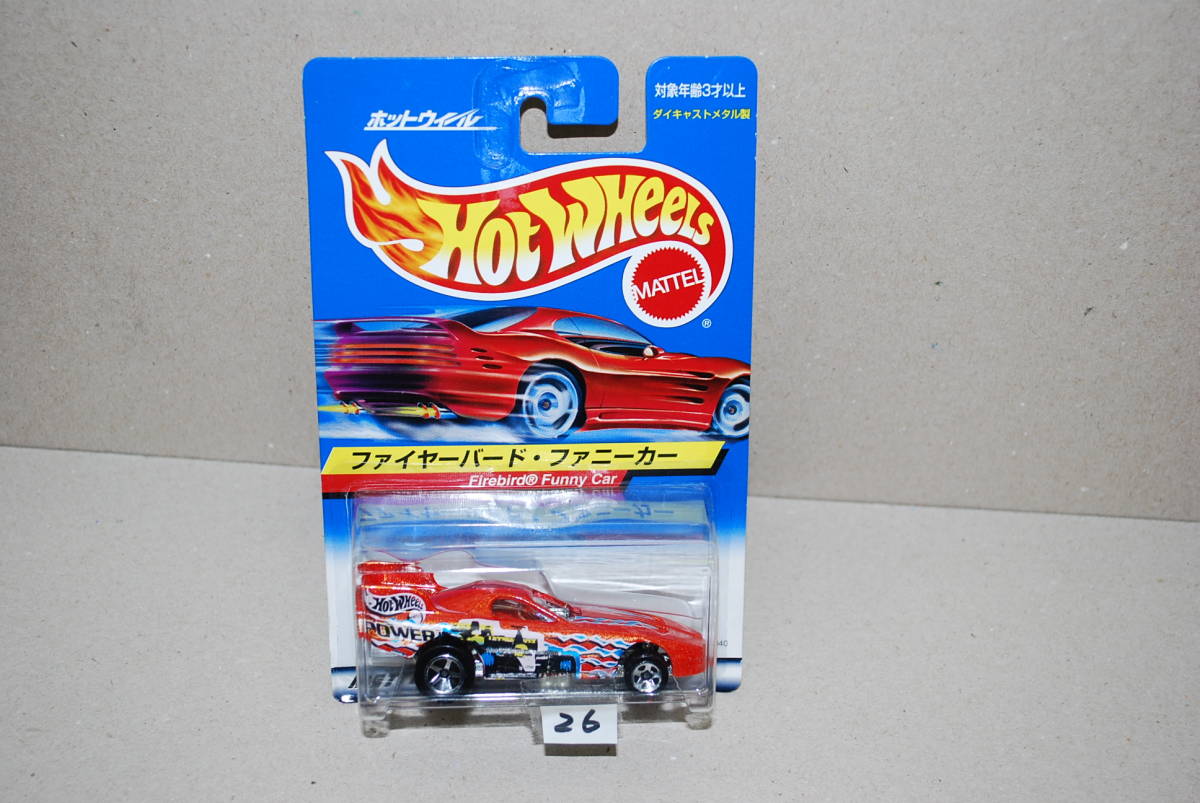 対象年齢3才以上
ダイキャストメタル製
ホットウィール
HOT WHEELS
MATTEL
®
ファイヤーバード・ファニーカー
Firebird® Funny Car
HOT WHEELS
POWER
26